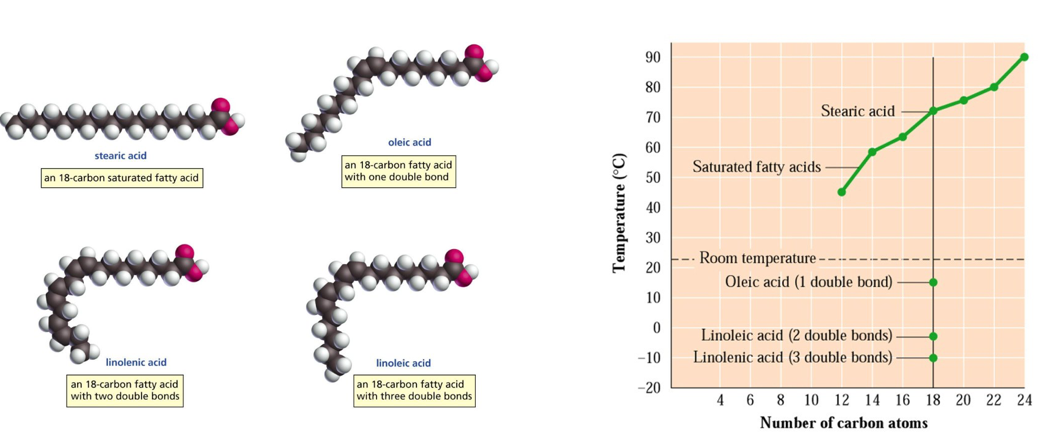 stearic acid
an 18-carbon saturated fatty acid
oleic acid
an 18-carbon fatty acid
with one double bond
linolenic acid
an 18-carbon fatty acid
with two double bonds
linoleic acid
an 18-carbon fatty acid
with three double bonds
Temperature (°C)
90
80
70
60
50
40
30
20
10
0
–10
–20
Stearic acid
Saturated fatty acids
Room temperature
Oleic acid (1 double bond)
Linoleic acid (2 double bonds)
Linolenic acid (3 double bonds)
4 6 8 10 12 14 16 18 20 22 24
Number of carbon atoms